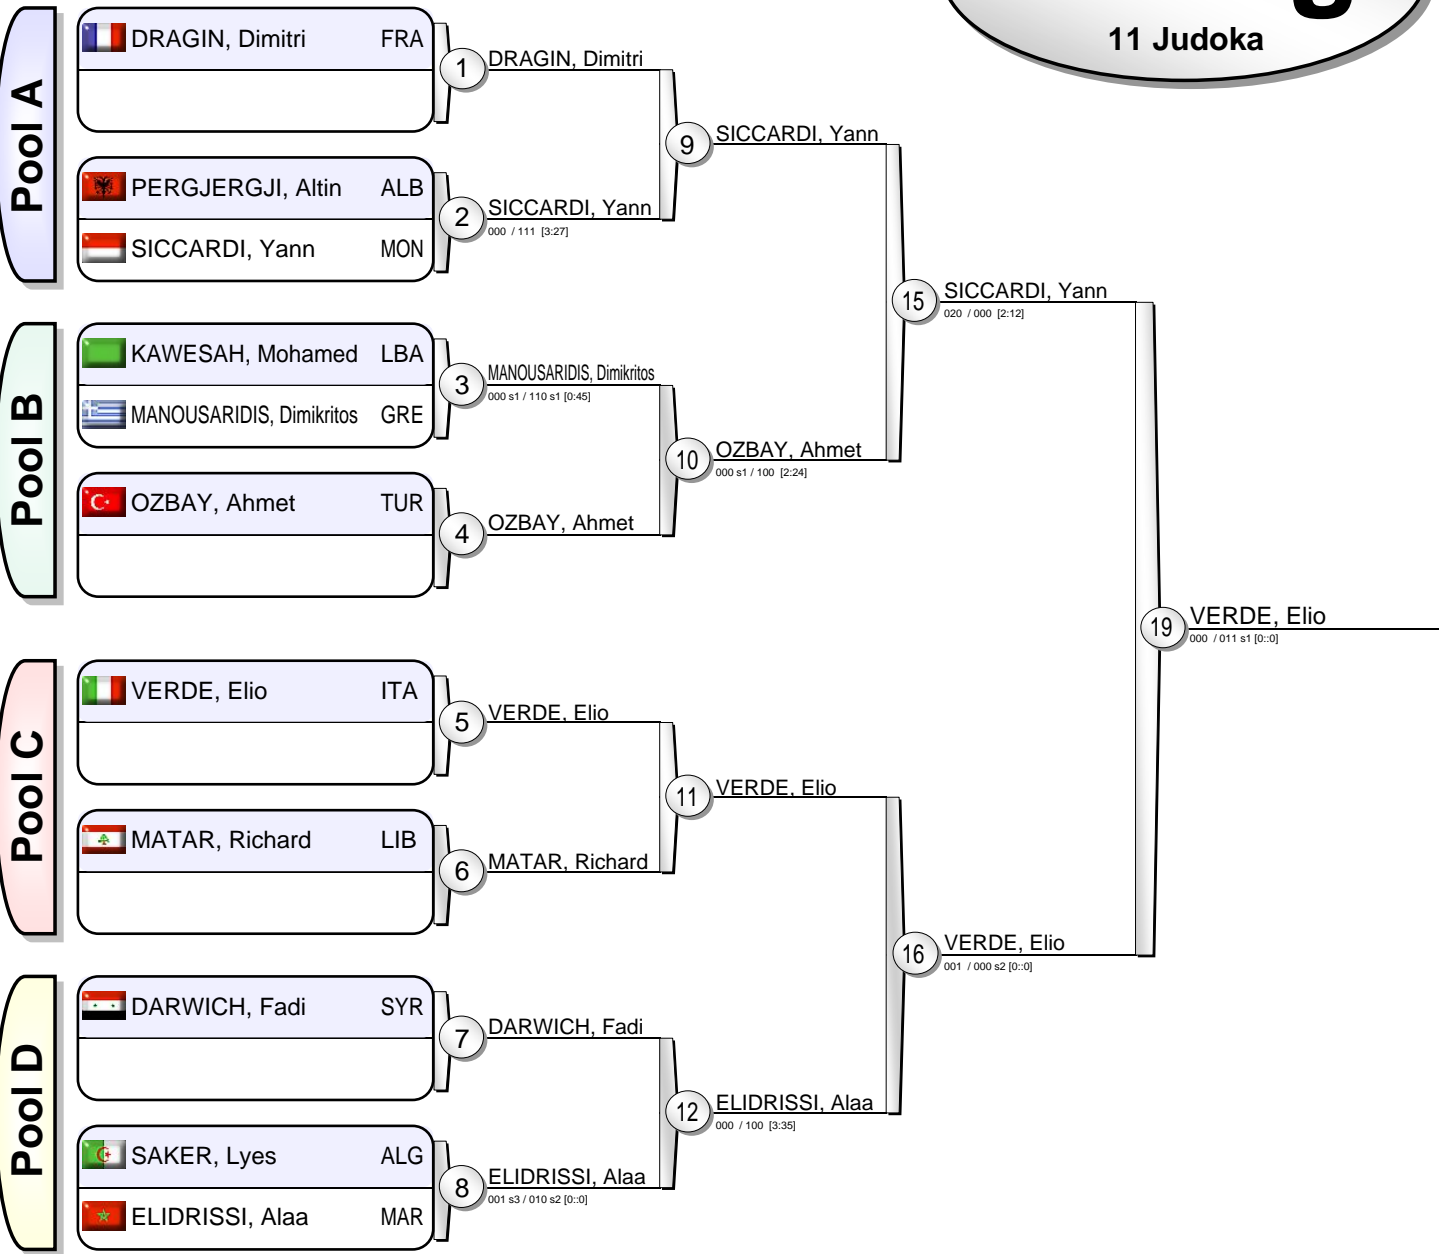 11 Judoka
Pool A
DRAGIN, Dimitri FRA
1
DRAGIN, Dimitri
PERGJERGJI, Altin ALB
SICCARDI, Yann MON
2
SICCARDI, Yann
000 / 111 [3:27]
9
SICCARDI, Yann
Pool B
KAWESAH, Mohamed LBA
MANOUSARIDIS, Dimikritos GRE
3
MANOUSARIDIS, Dimikritos
000 s1 / 110 s1 [0:45]
OZBAY, Ahmet TUR
4
OZBAY, Ahmet
10
OZBAY, Ahmet
000 s1 / 100 [2:24]
15
SICCARDI, Yann
020 / 000 [2:12]
Pool C
VERDE, Elio ITA
5
VERDE, Elio
MATAR, Richard LIB
6
MATAR, Richard
11
VERDE, Elio
Pool D
DARWICH, Fadi SYR
7
DARWICH, Fadi
SAKER, Lyes ALG
ELIDRISSI, Alaa MAR
8
ELIDRISSI, Alaa
001 s3 / 010 s2 [0::0]
12
ELIDRISSI, Alaa
000 / 100 [3:35]
16
VERDE, Elio
001 / 000 s2 [0::0]
19
VERDE, Elio
000 / 011 s1 [0::0]